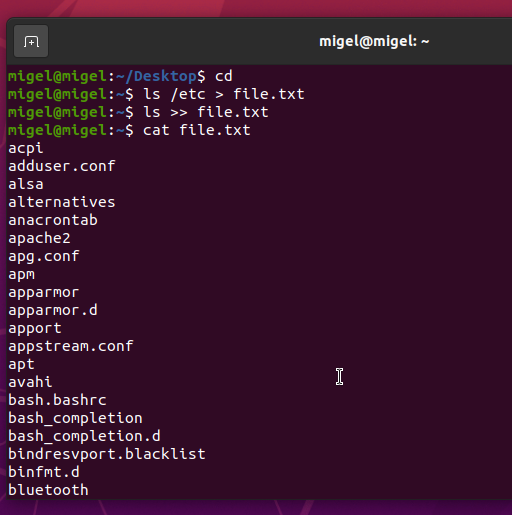 migel@migel: ~
migel@migel:~/Desktop$ cd
migel@migel:~$ ls /etc > file.txt
migel@migel:~$ ls >> file.txt
migel@migel:~$ cat file.txt
acpi
adduser.conf
alsa
alternatives
anacrontab
apache2
apg.conf
apm
apparmor
apparmor.d
apport
appstream.conf
apt
avahi
bash.bashrc
bash_completion
bash_completion.d
bindresvport.blacklist
binfmt.d
bluetooth